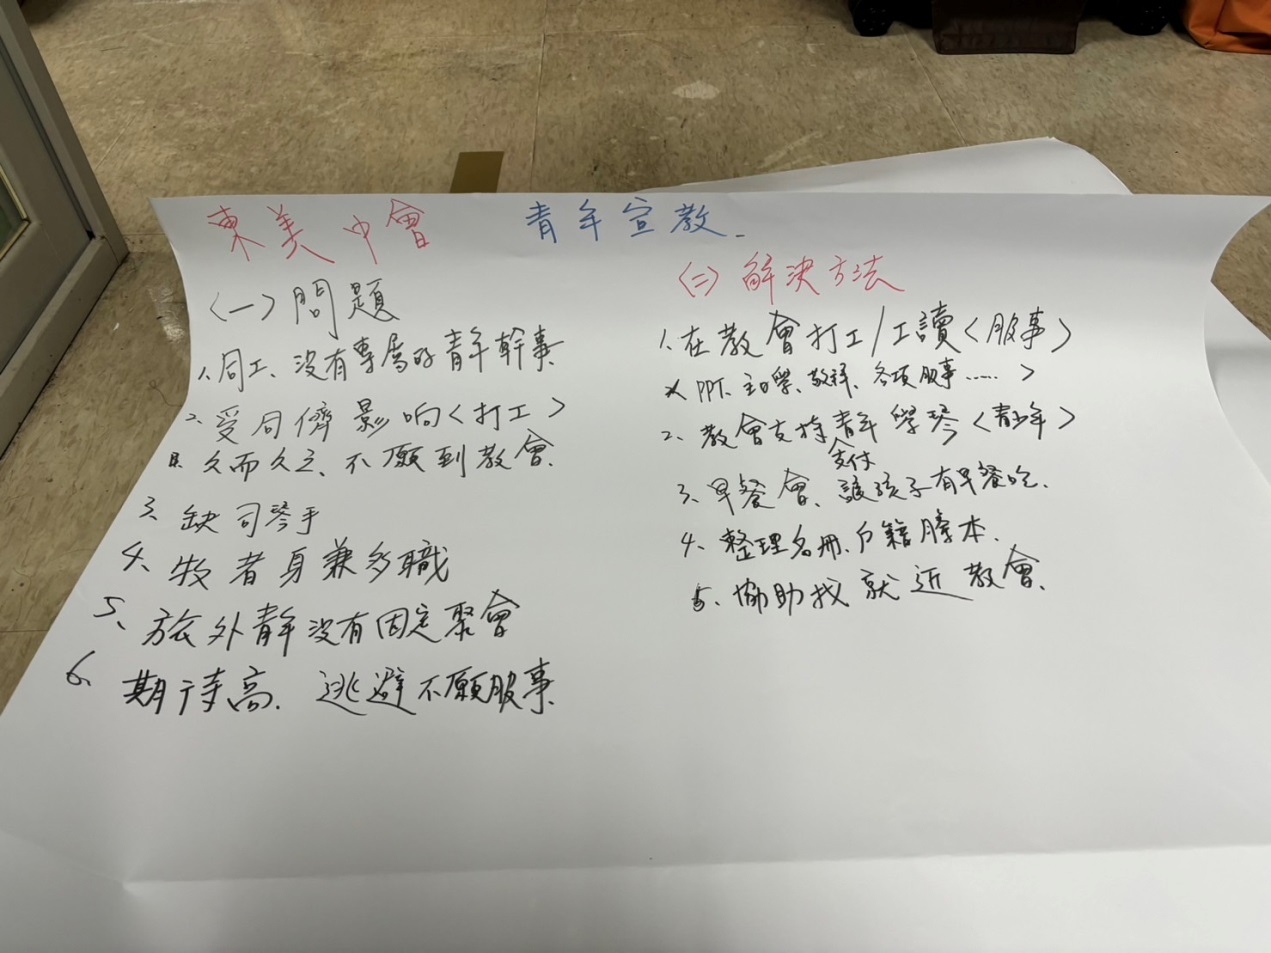 東美中會 青年宣教
(一)問題
1、同工、沒有專屬的青年幹事
2、受同儕影响<打工>
久而久之、不願到教會、
3、缺司琴手
4、牧者身兼多職
5、旅外青年沒有固定聚會
6、期待高、逃避不願服事
(二)解決方法
1、在教會打工/工讀<服事>
PPT、主日學、敬拜、各項服事……>
2、教會支持青年學琴<青少年>
支付
3、早餐會、讓孩子有早餐吃、
4、整理名冊、戶籍謄本、
5、協助找就近教會、